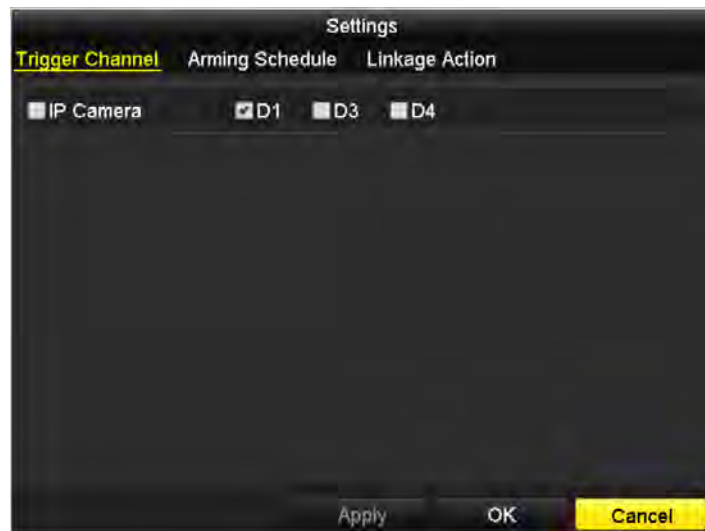 Settings
Trigger Channel Arming Schedule Linkage Action
IP Camera D1 D3 D4
Apply OK Cancel